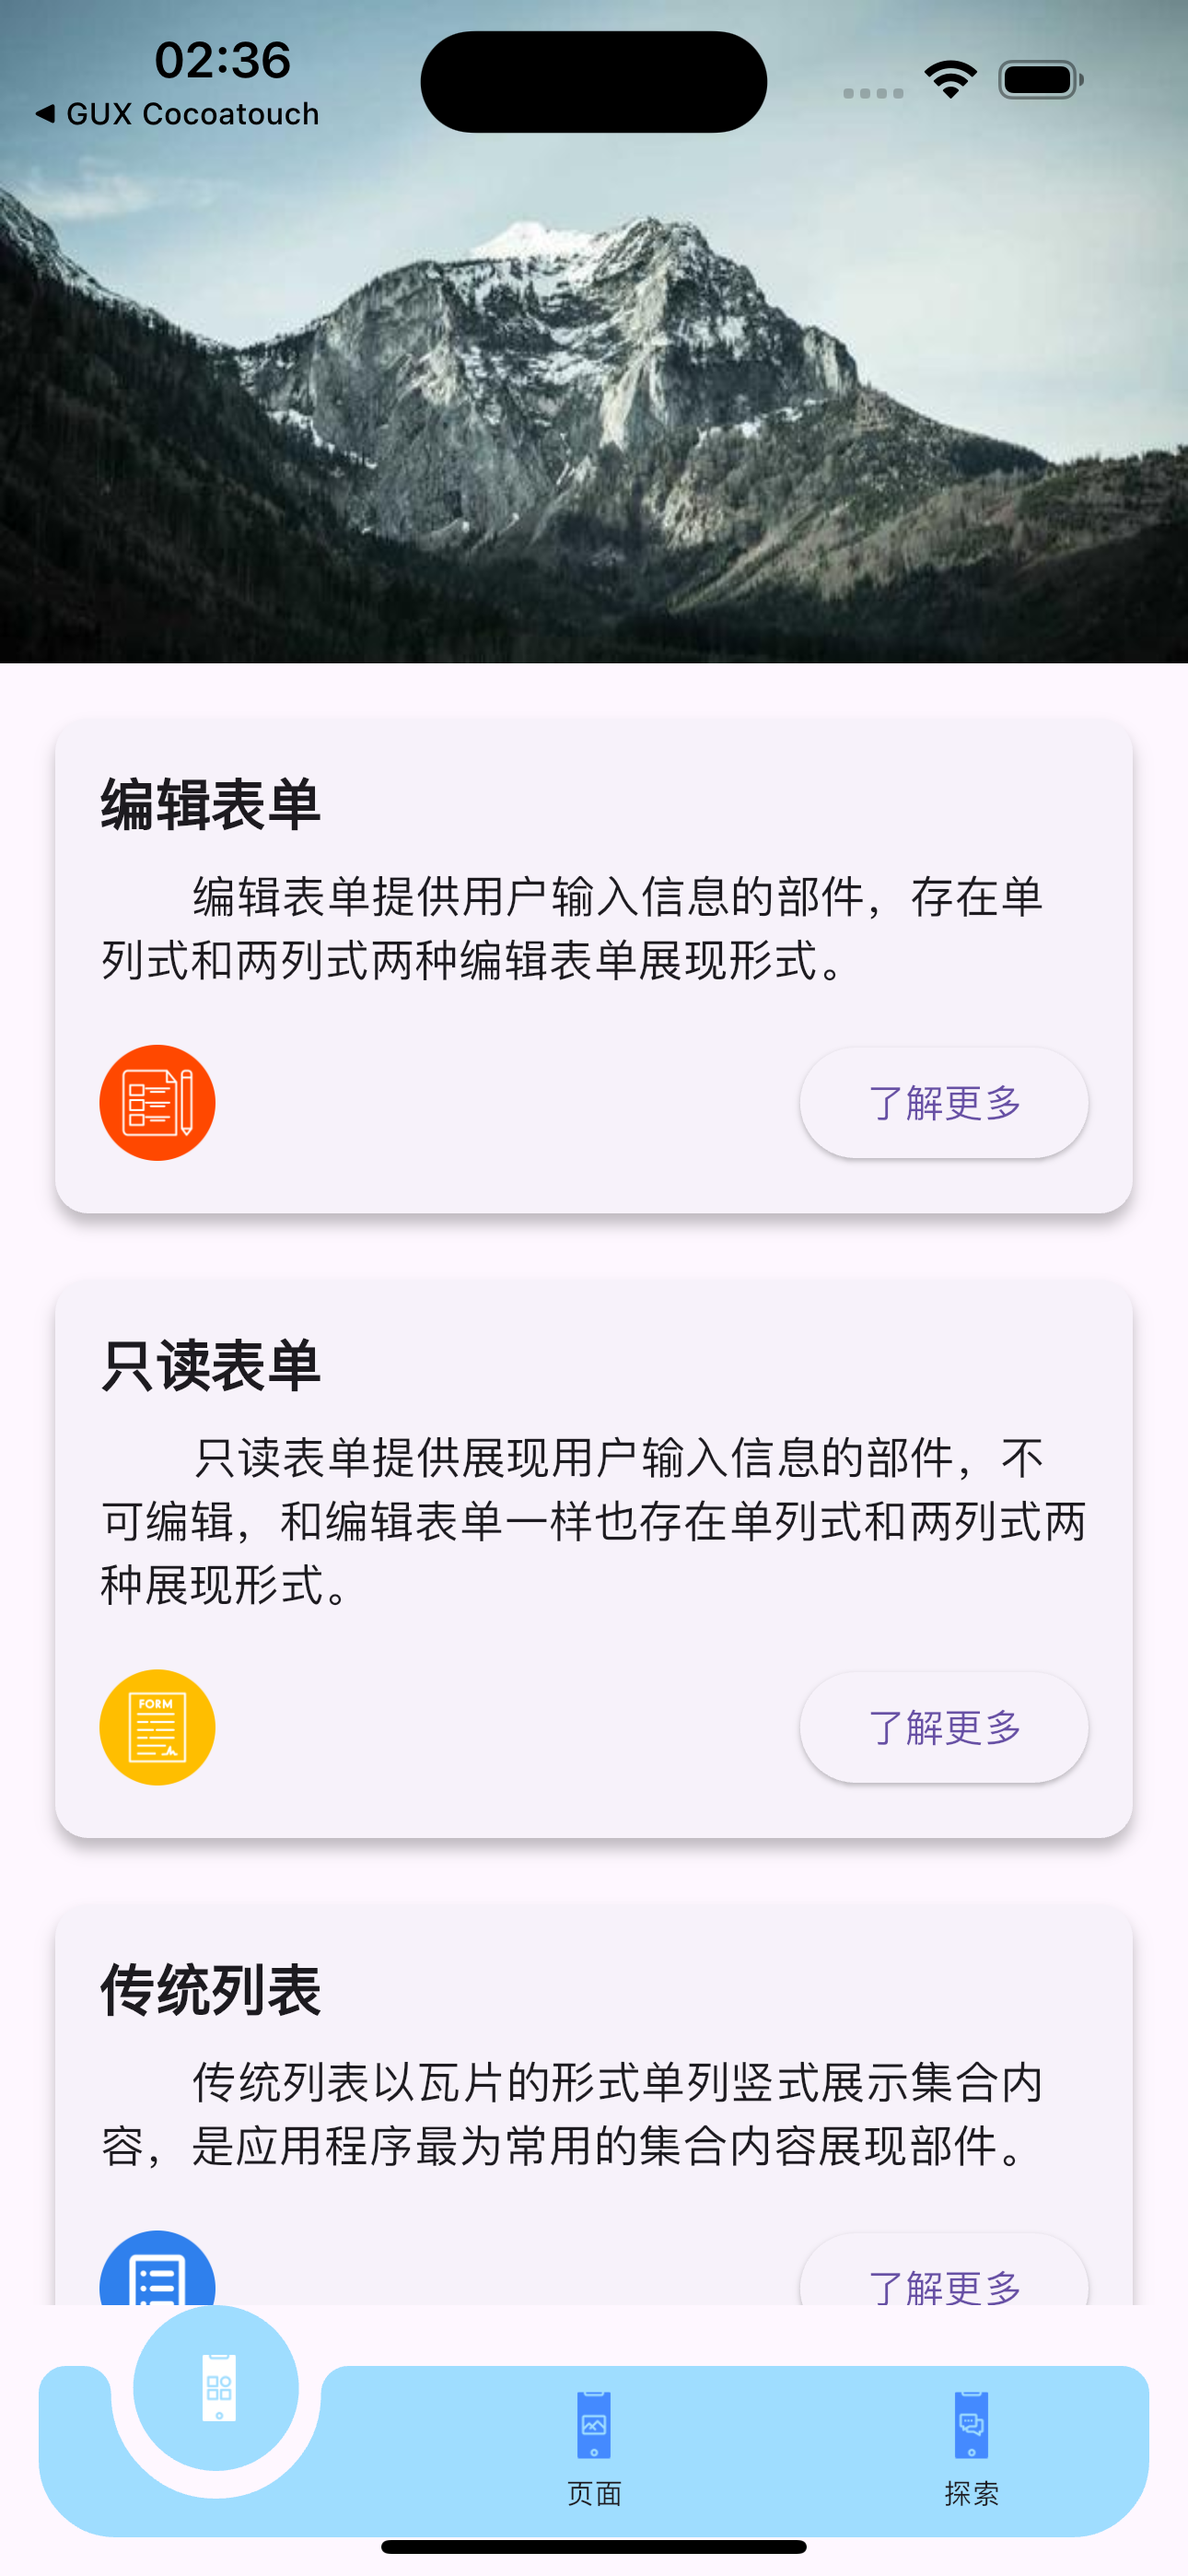 02:36
◀ GUX Cocoatouch
编辑表单
编辑表单提供用户输入信息的部件，存在单
列式和两列式两种编辑表单展现形式。
了解更多
只读表单
只读表单提供展现用户输入信息的部件，不
可编辑，和编辑表单一样也存在单列式和两列式两
种展现形式。
FORM
了解更多
传统列表
传统列表以瓦片的形式单列竖式展示集合内
容，是应用程序最为常用的集合内容展现部件。
了解更多
页面
探索